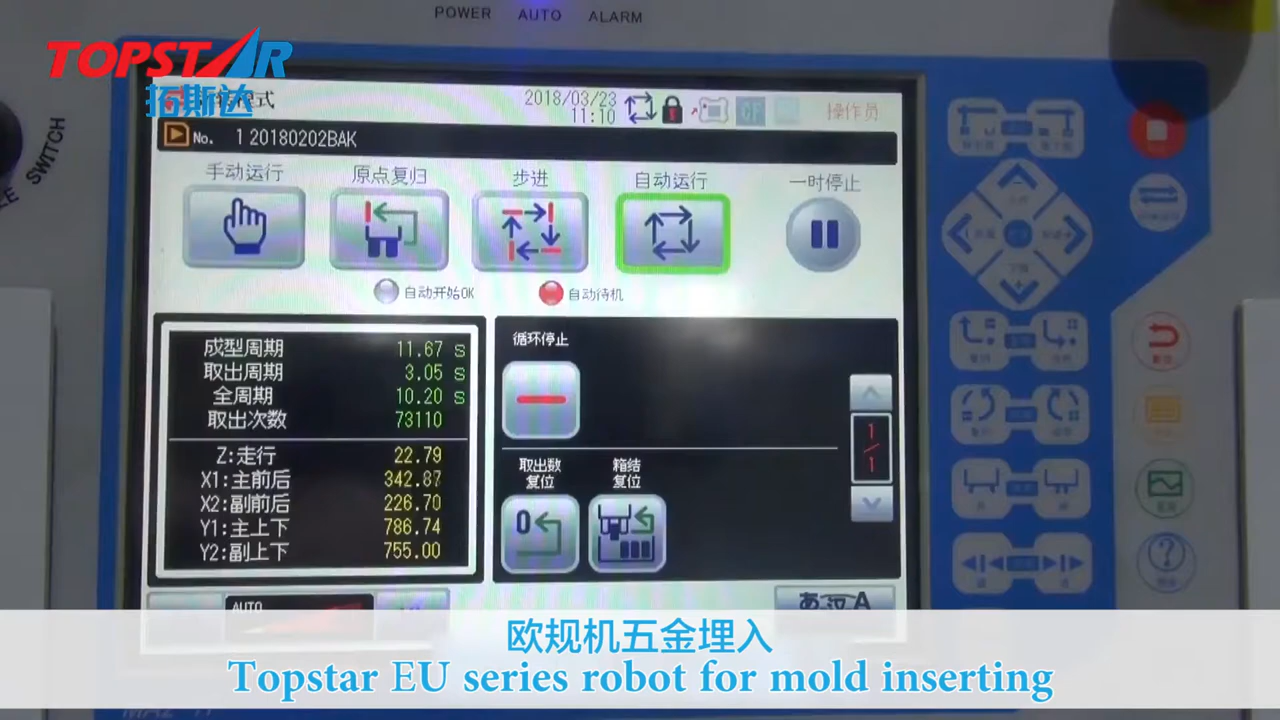 POWER AUTO ALARM
TOPSTAR
拓斯达
程式
2018/03/23
11:10
操作员
No. 1 20180202BAK
手动运行 原点复归 步进 自动运行 一时停止
自动开始OK 自动待机
成型周期 11.67 s
取出周期 3.05 s
全周期 10.20 s
取出次数 73110
Z:走行 22.79
X1:主前后 342.87
X2:副前后 226.70
Y1:主上下 786.74
Y2:副上下 755.00
循环停止
1/1
取出数
复位
箱结
复位
0
AUTO
あ汉A
SWITCH
欧规机五金埋入
Topstar EU series robot for mold inserting